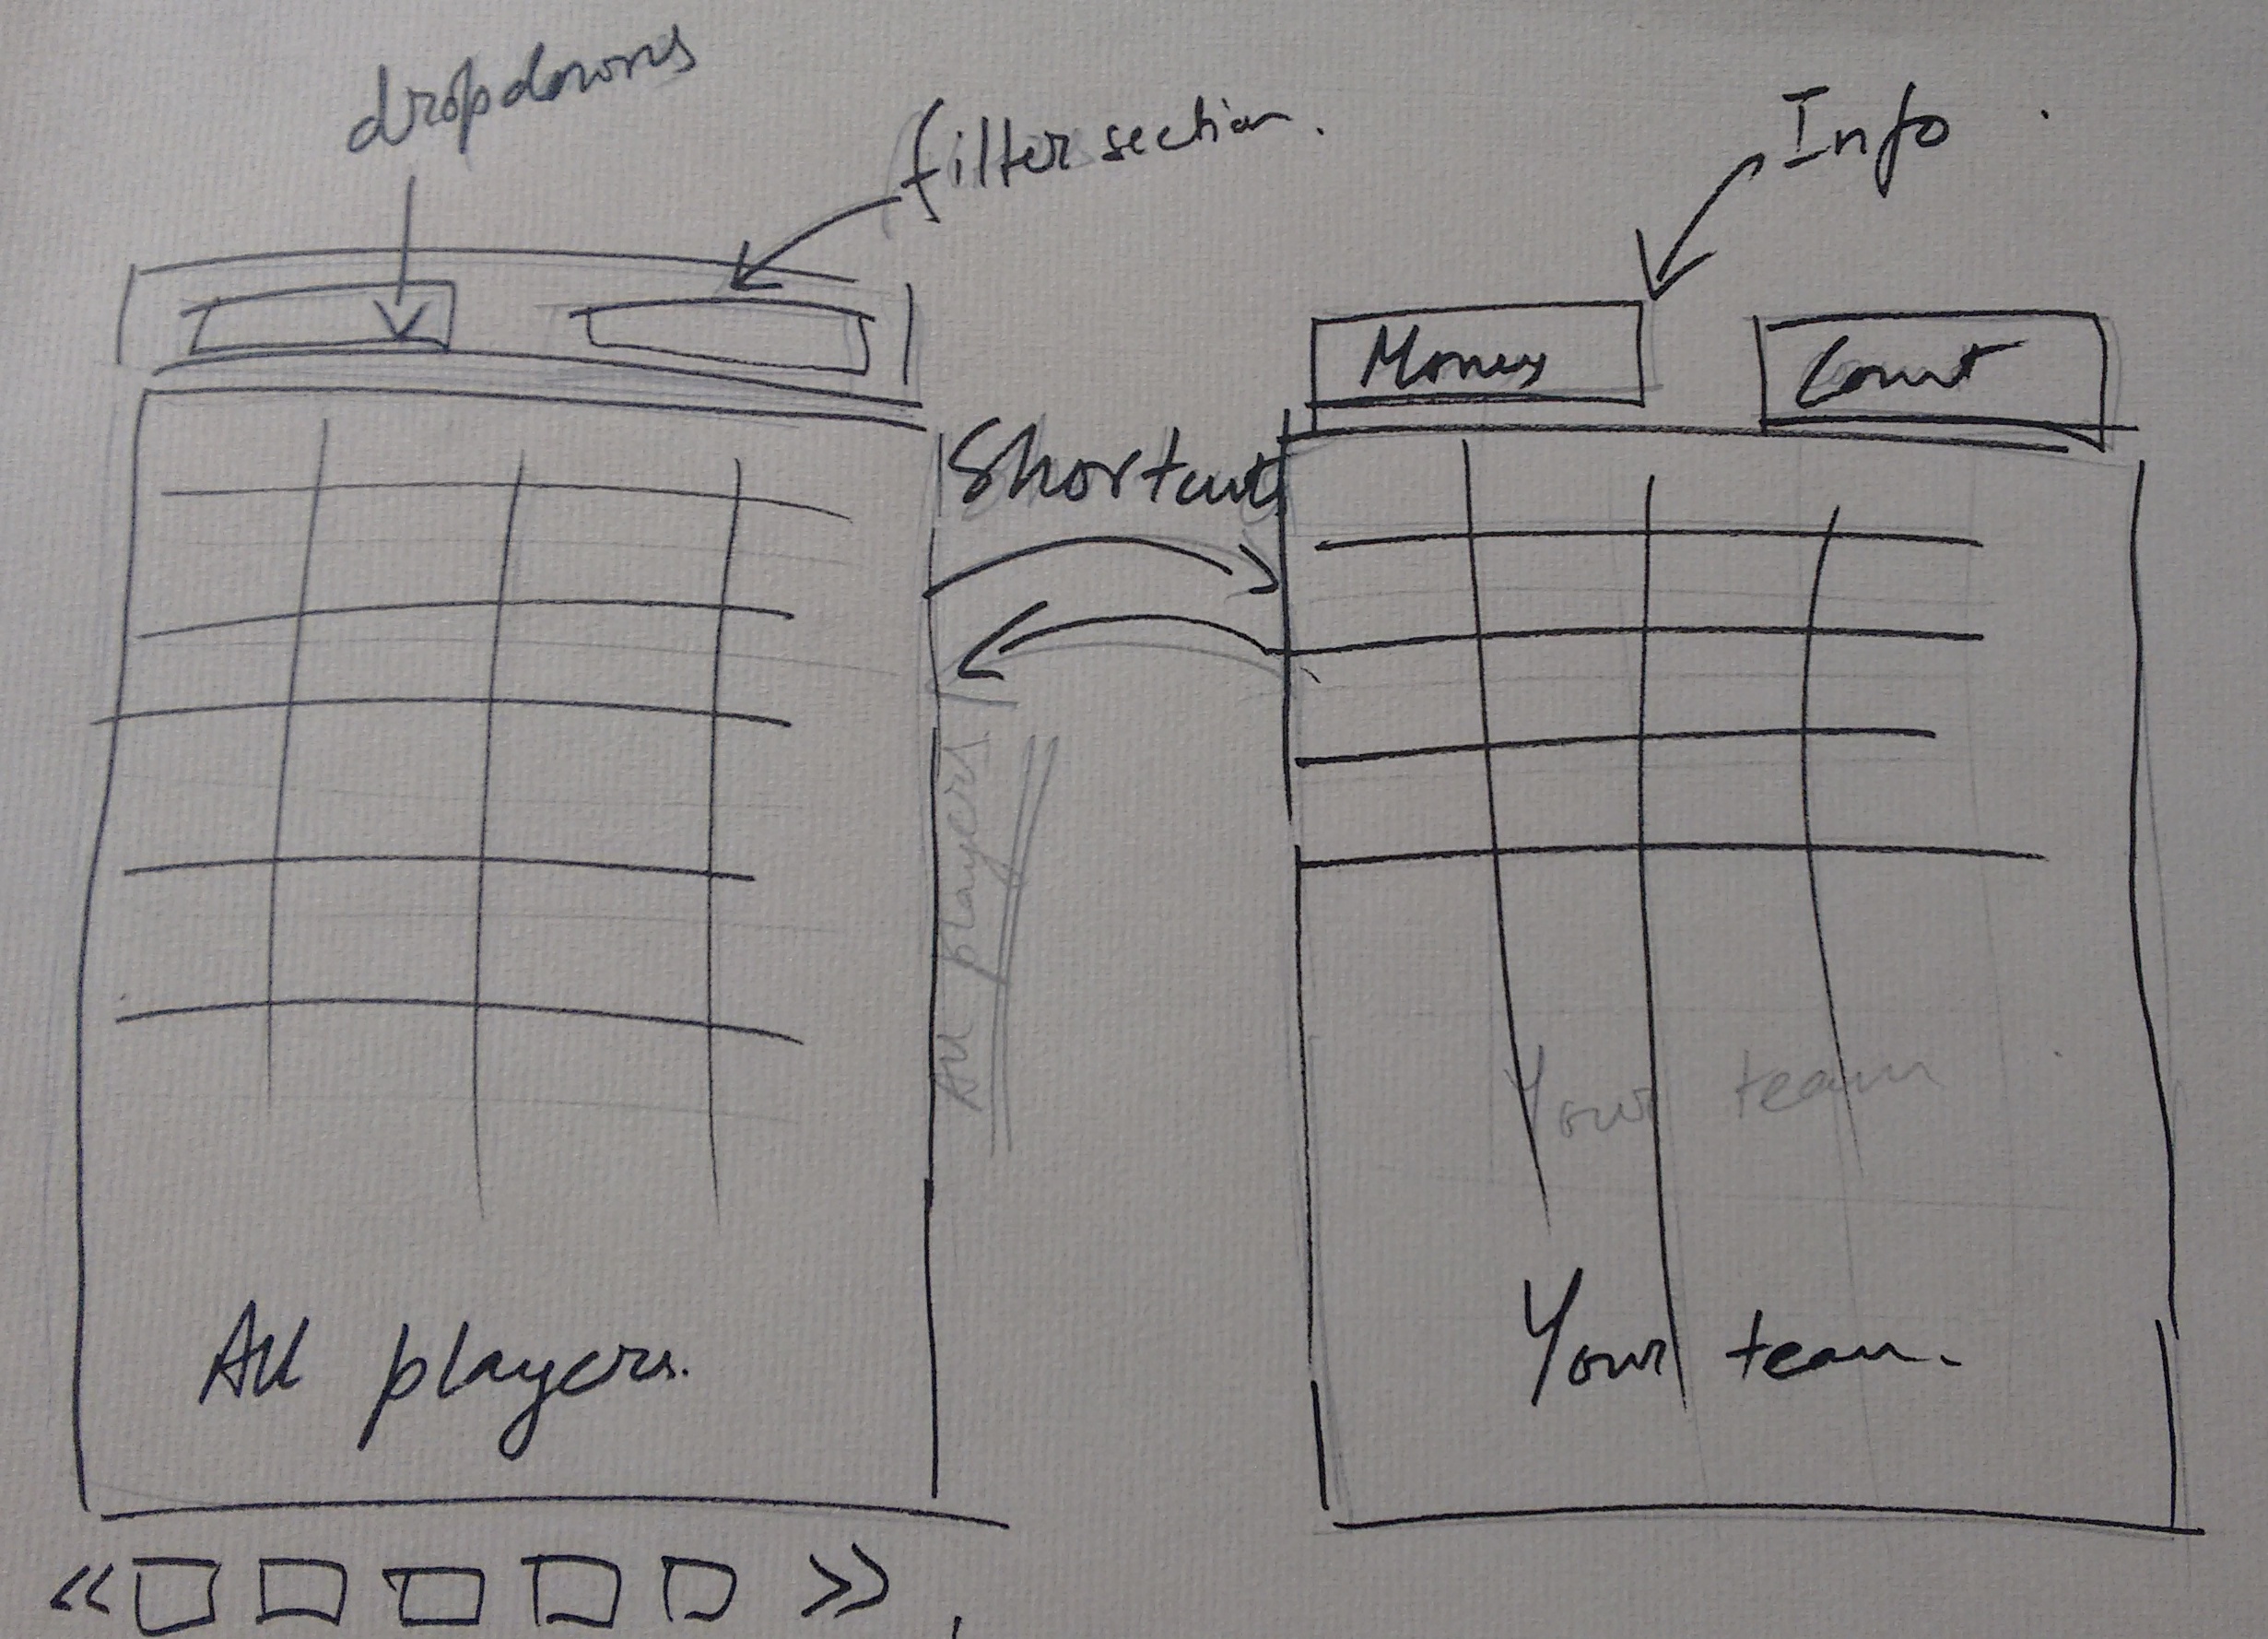 dropdowns
filter section.
Info
Money
Count
Shortcut
All players
Your team
All players.
Your team.
«
»